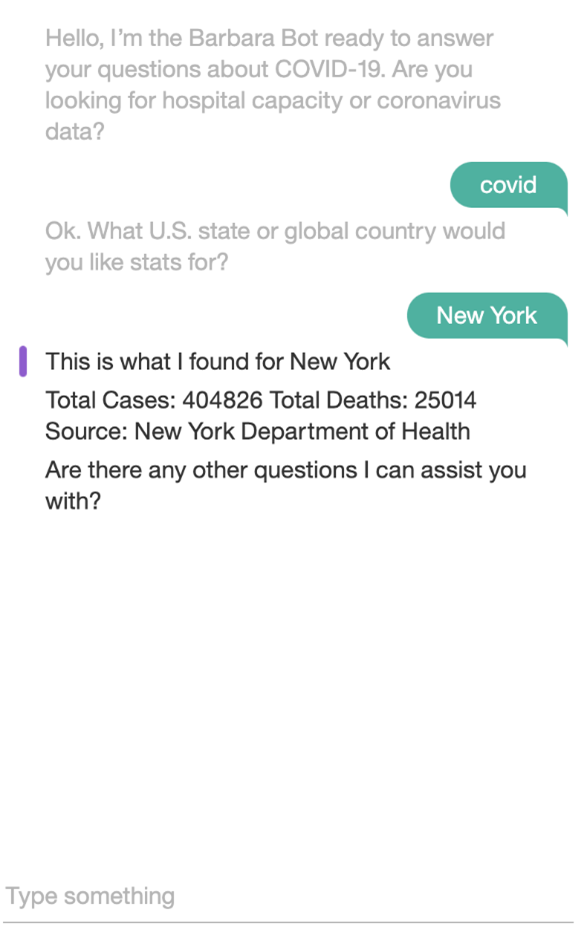 Hello, I'm the Barbara Bot ready to answer
your questions about COVID-19. Are you
looking for hospital capacity or coronavirus
data?
covid
Ok. What U.S. state or global country would
you like stats for?
New York
This is what I found for New York
Total Cases: 404826 Total Deaths: 25014
Source: New York Department of Health
Are there any other questions I can assist you
with?
Type something